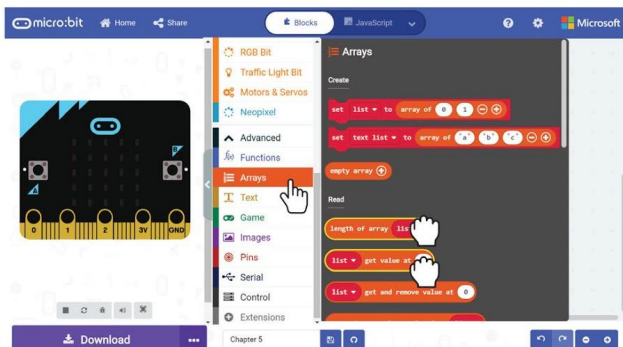 micro:bit Home Share Blocks JavaScript Microsoft
RGB Bit
Traffic Light Bit
Motors & Servos
Neopixel
Advanced
Functions
Arrays
Text
Game
Images
Pins
Serial
Control
Extensions
Arrays
Create
set list to array of 0 1
set text list to array of "a" "b" "c"
empty array
Read
length of array
list get value at
list get and remove value at 0
A
B
0 1 2 3V GND
Download
Chapter 5